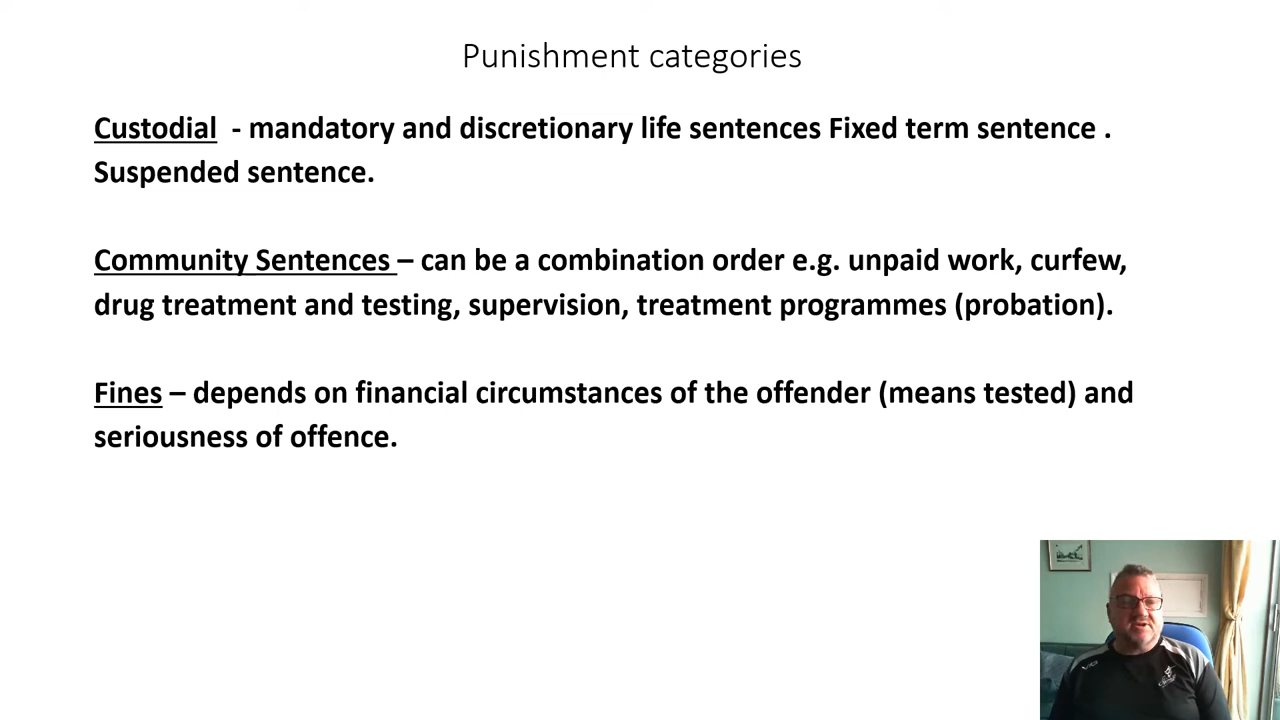 Punishment categories
Custodial - mandatory and discretionary life sentences Fixed term sentence .
Suspended sentence.
Community Sentences – can be a combination order e.g. unpaid work, curfew,
drug treatment and testing, supervision, treatment programmes (probation).
Fines – depends on financial circumstances of the offender (means tested) and
seriousness of offence.